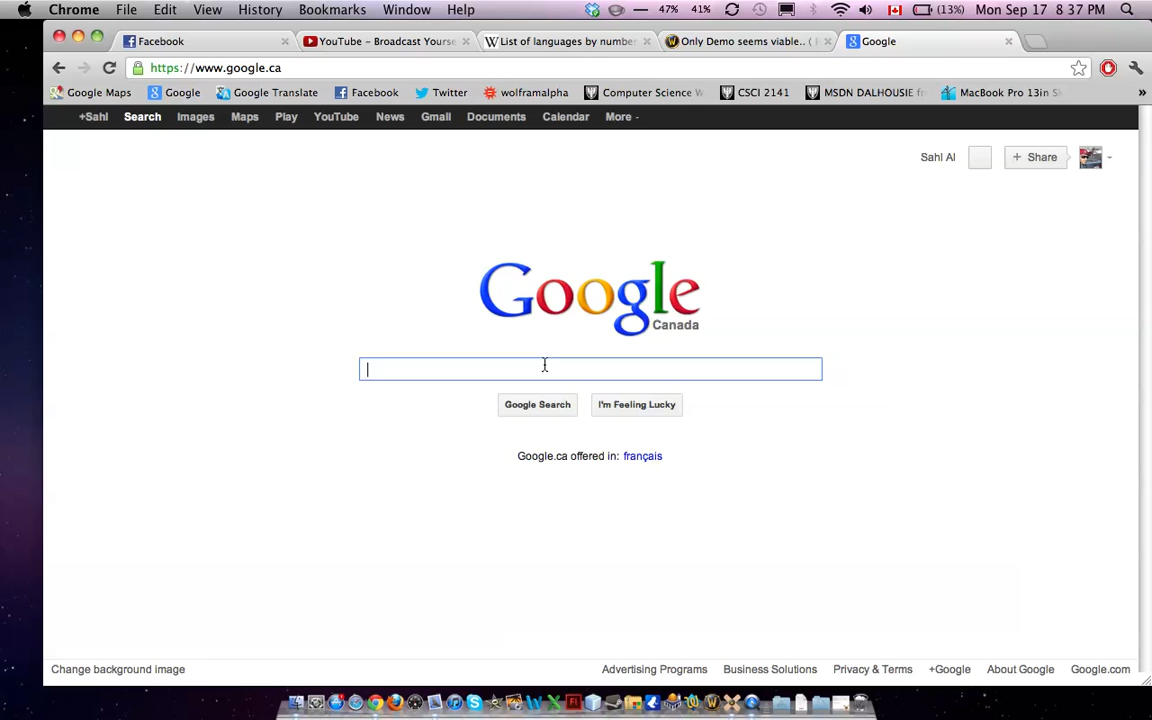 Chrome File Edit View History Bookmarks Window Help 47% 41% (13%) Mon Sep 17 8:37 PM
Facebook YouTube – Broadcast Yourse List of languages by number Only Demo seems viable.. ( Google
https://www.google.ca
Google Maps Google Google Translate Facebook Twitter wolframalpha Computer Science W CSCI 2141 MSDN DALHOUSIE fr MacBook Pro 13in Sk »
+Sahl Search Images Maps Play YouTube News Gmail Documents Calendar More
Sahl Al + Share
Google
Canada
Google Search I'm Feeling Lucky
Google.ca offered in: français
Change background image Advertising Programs Business Solutions Privacy & Terms +Google About Google Google.com